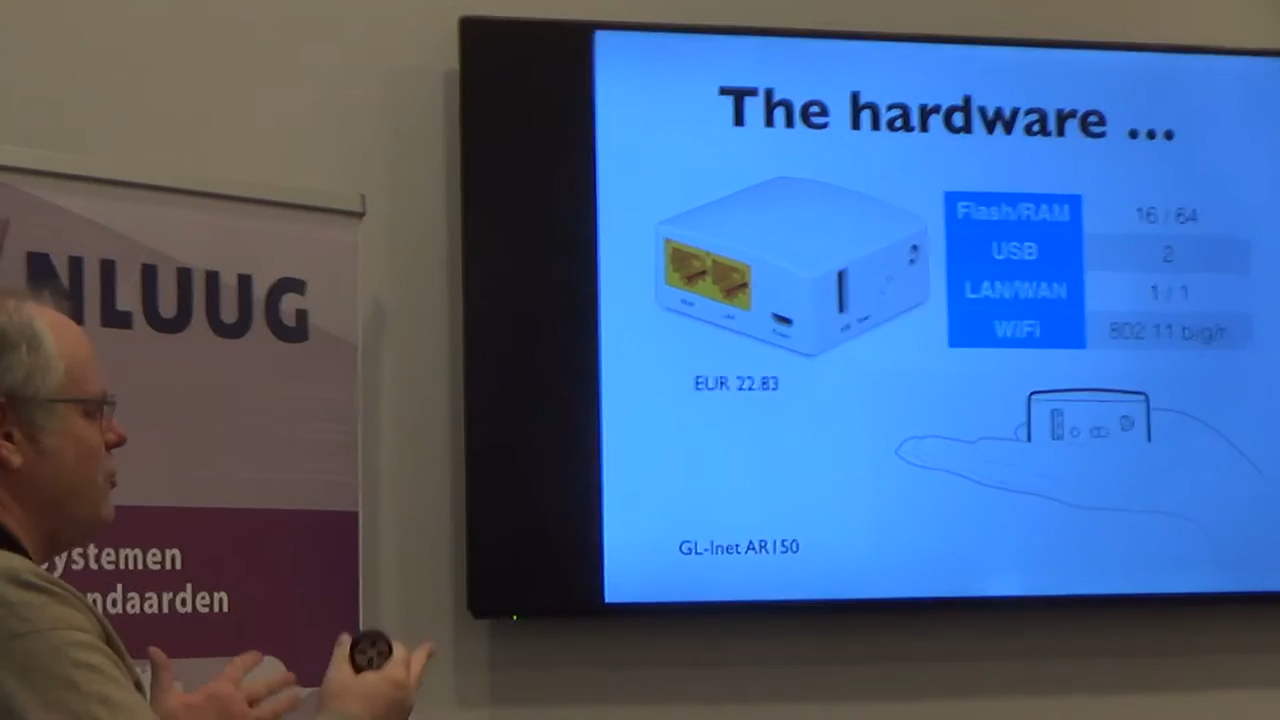 NLUUG
ystemen
ndaarden
The hardware ...
Flash/RAM 16 / 64
USB 2
LAN/WAN 1 / 1
WiFi 802.11 b/g/n
EUR 22.83
GL-Inet AR150